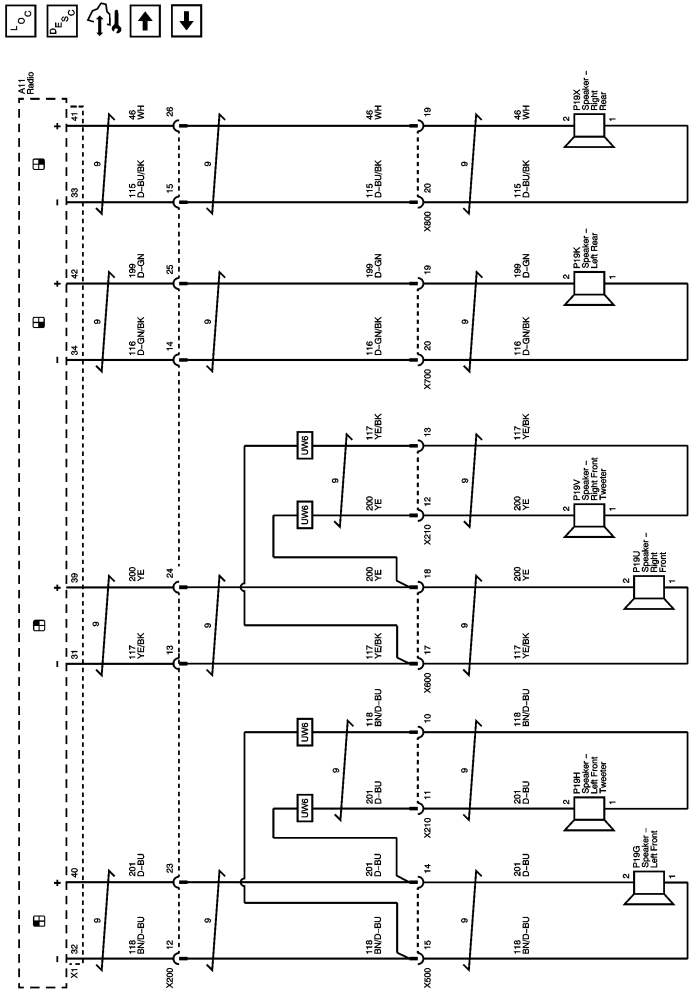 LOC
DESC
A11
Radio
41
46
WH
26
46
WH
19
46
WH
2
P19X
Speaker –
Right
Rear
1
+
9
9
9
–
33
115
D–BU/BK
15
115
D–BU/BK
20
X800
115
D–BU/BK
42
199
D–GN
25
199
D–GN
19
199
D–GN
2
P19K
Speaker –
Left Rear
1
+
9
9
9
–
34
116
D–GN/BK
14
116
D–GN/BK
20
X700
116
D–GN/BK
UW6
117
YE/BK
13
117
YE/BK
9
9
UW6
200
YE
12
X210
200
YE
2
P19V
Speaker –
Right Front
Tweeter
1
39
200
YE
24
200
YE
18
200
YE
2
P19U
Speaker –
Right
Front
1
+
9
9
9
–
31
117
YE/BK
13
17
X600
117
YE/BK
UW6
118
BN/D–BU
10
118
BN/D–BU
9
9
UW6
201
D–BU
11
X210
201
D–BU
2
P19H
Speaker –
Left Front
Tweeter
1
40
201
D–BU
23
201
D–BU
14
201
D–BU
2
P19G
Speaker –
Left Front
1
+
9
9
9
–
32
X1
118
BN/D–BU
12
X200
118
BN/D–BU
15
X500
118
BN/D–BU